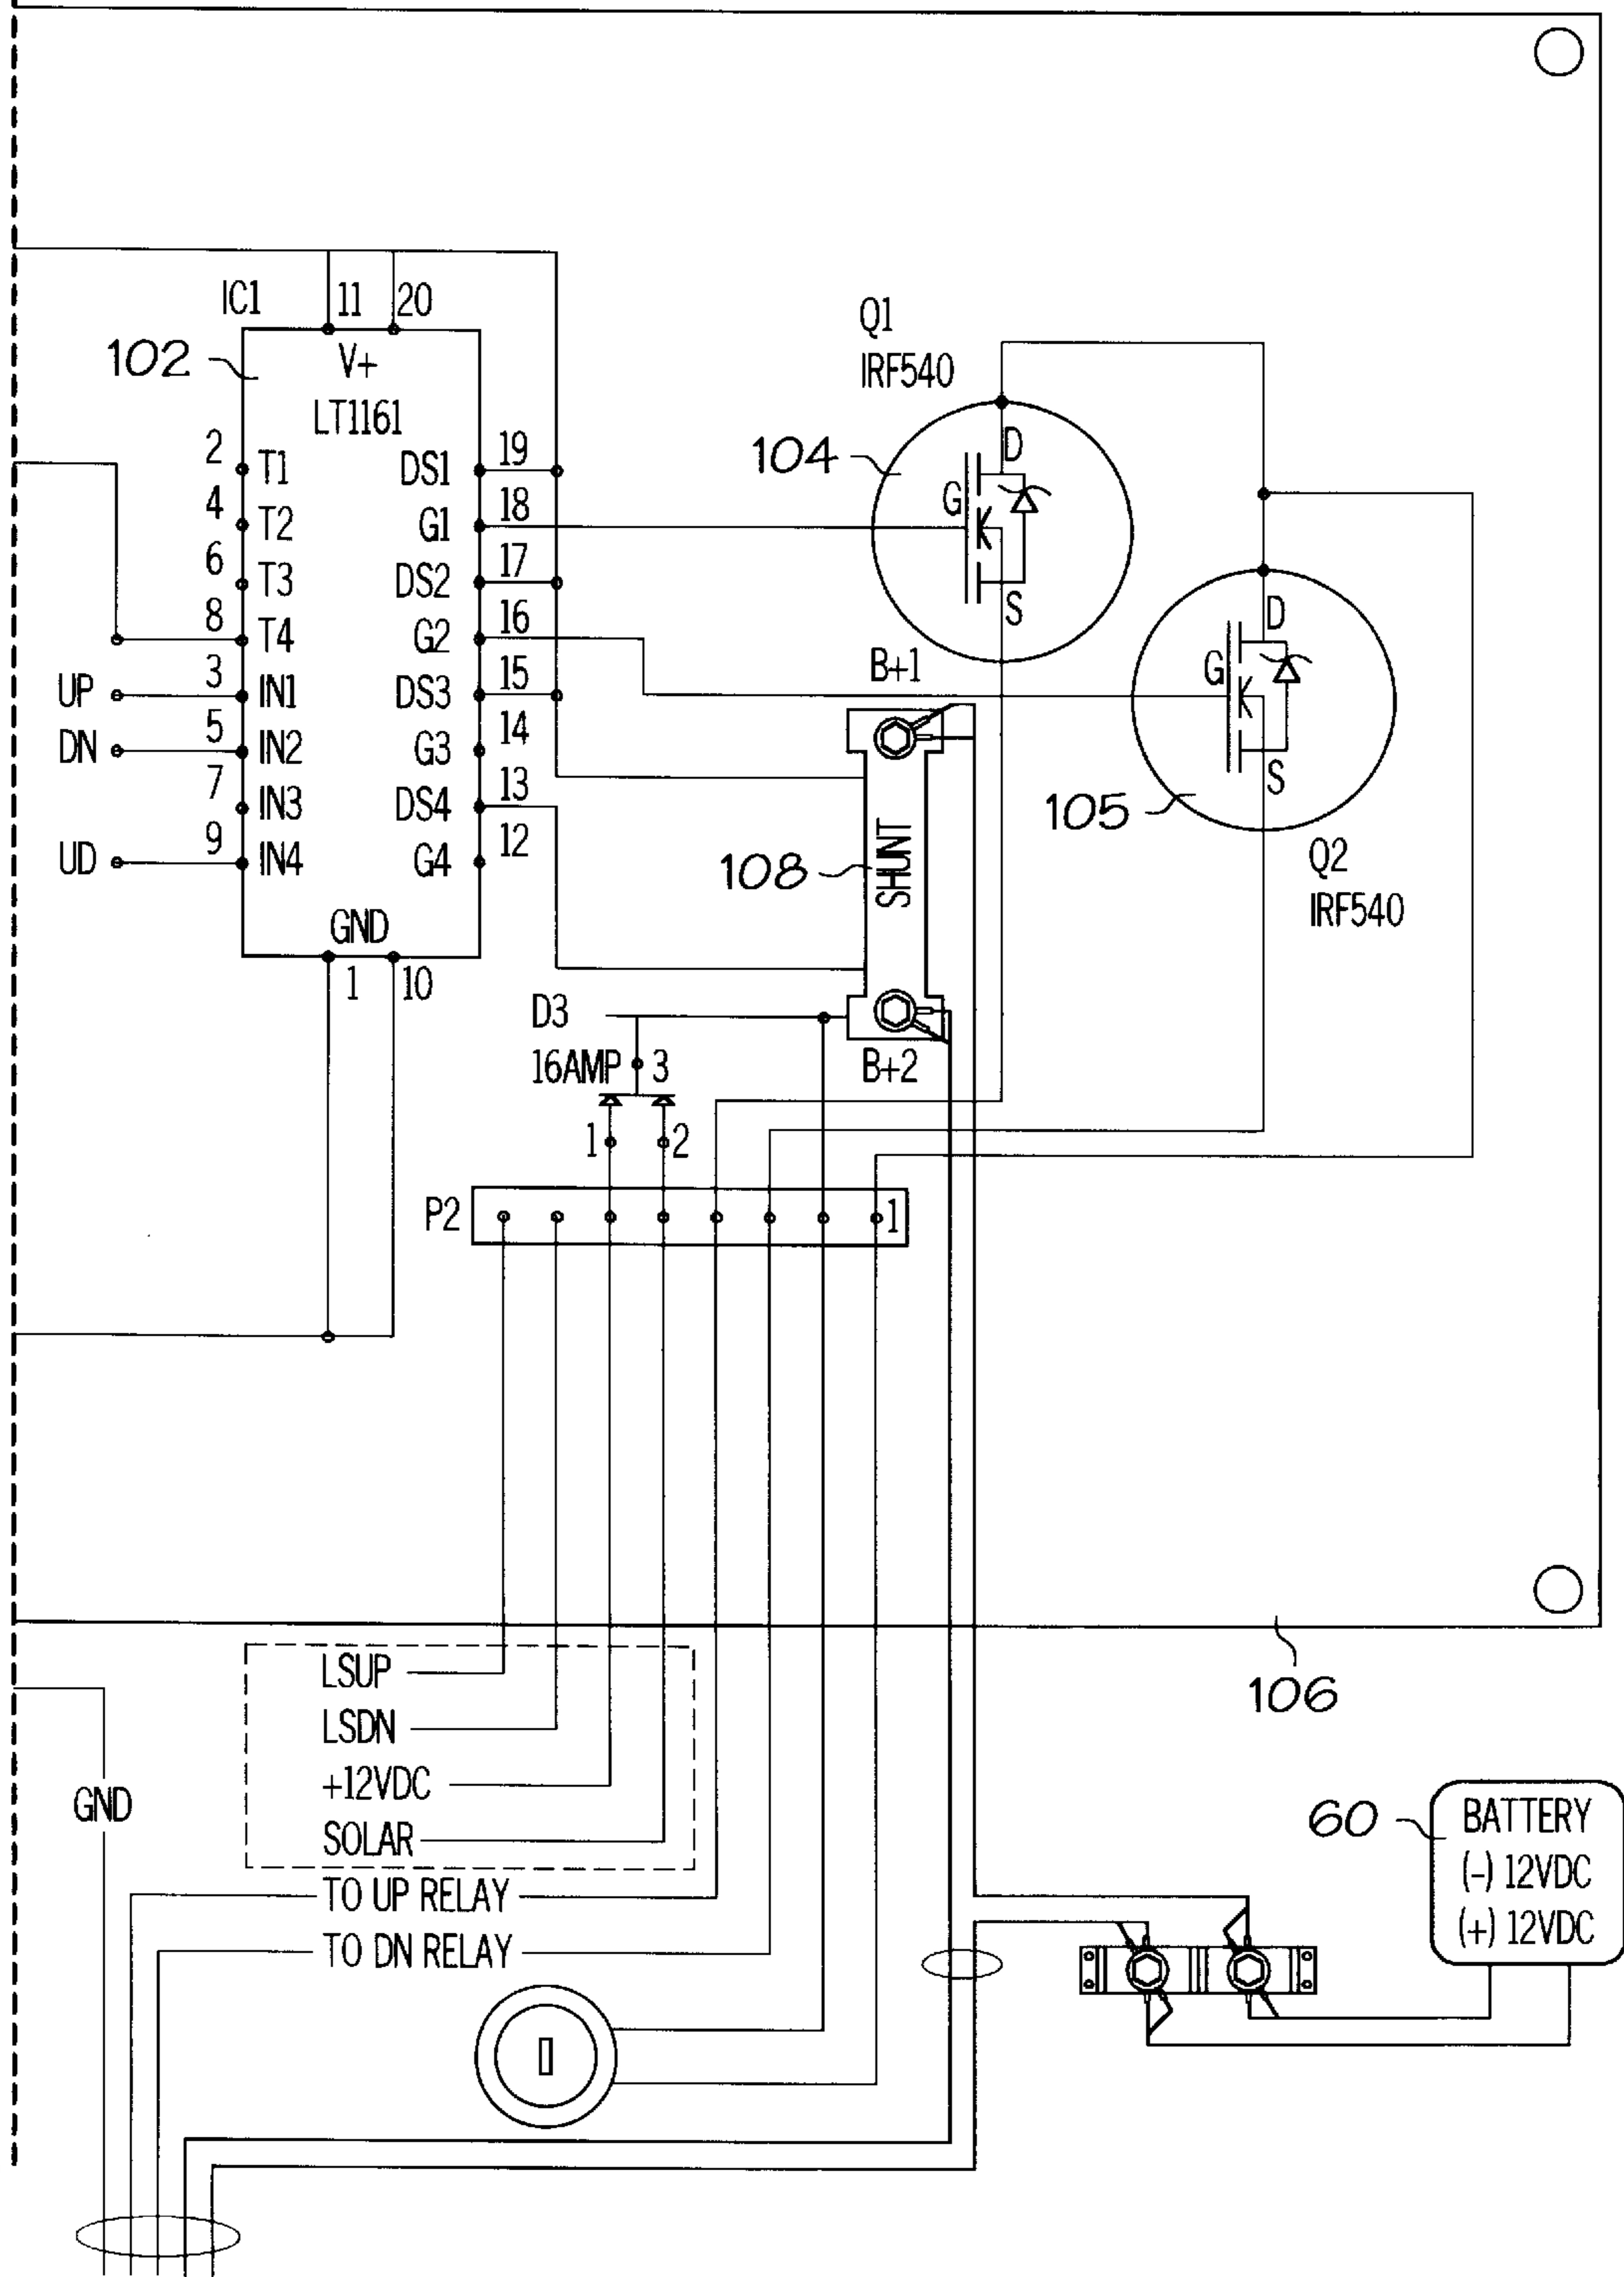 IC1
11
20
102
V+
LT1161
2
T1
4
T2
6
T3
8
T4
UP
3
IN1
DN
5
IN2
7
IN3
UD
9
IN4
DS1
19
G1
18
DS2
17
G2
16
DS3
15
G3
14
DS4
13
G4
12
GND
1
10
Q1
IRF540
104
D
G
S
B+1
D
G
S
105
Q2
IRF540
108
SHUNT
D3
16AMP
3
B+2
1
2
P2
1
106
LSUP
LSDN
+12VDC
SOLAR
GND
TO UP RELAY
TO DN RELAY
60
BATTERY
(-) 12VDC
(+) 12VDC